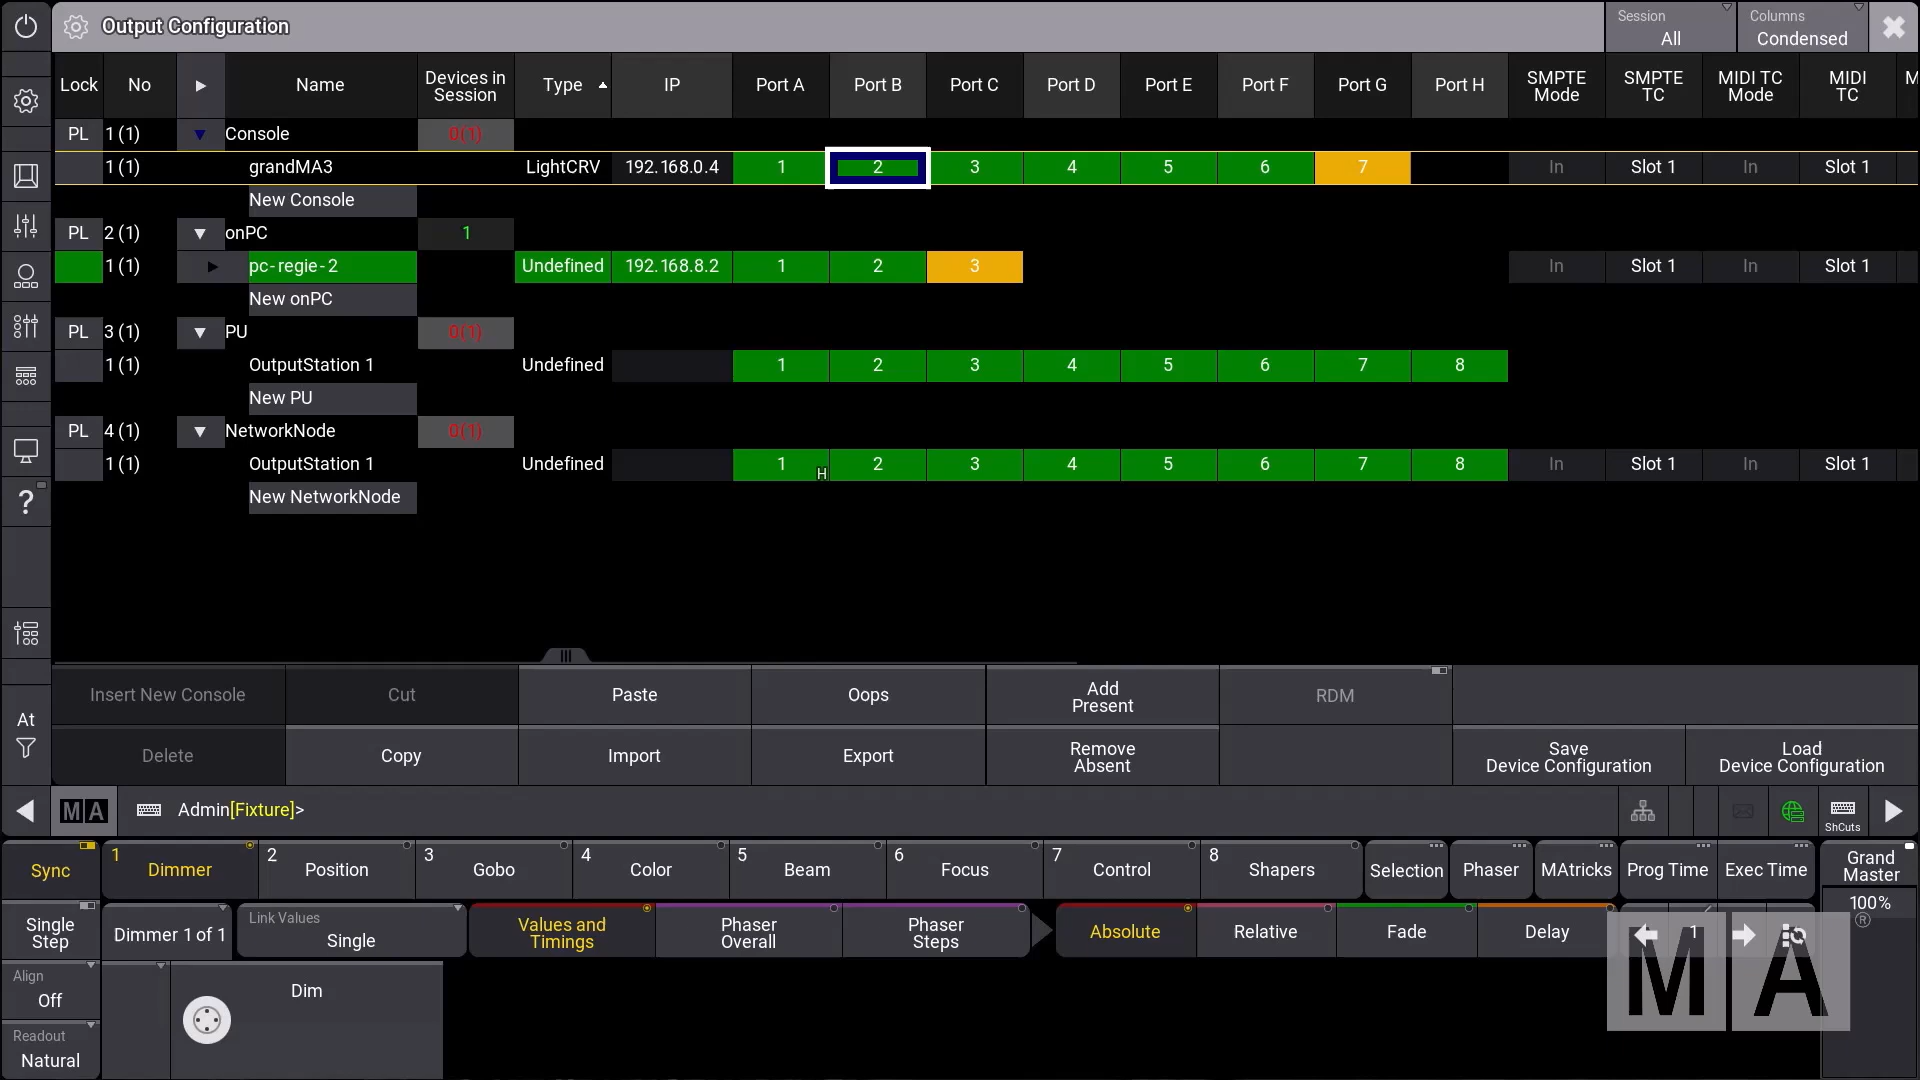 Output Configuration
Session
All
Columns
Condensed
Lock No Name Devices in Session Type IP Port A Port B Port C Port D Port E Port F Port G Port H SMPTE Mode SMPTE TC MIDI TC Mode MIDI TC M
PL 1 (1) Console 0(1)
1 (1) grandMA3 LightCRV 192.168.0.4 1 2 3 4 5 6 7 In Slot 1 In Slot 1
New Console
PL 2 (1) onPC 1
1 (1) pc-regie-2 Undefined 192.168.8.2 1 2 3 In Slot 1 In Slot 1
New onPC
PL 3 (1) PU 0(1)
1 (1) OutputStation 1 Undefined 1 2 3 4 5 6 7 8
New PU
PL 4 (1) NetworkNode 0(1)
1 (1) OutputStation 1 Undefined 1 H 2 3 4 5 6 7 8 In Slot 1 In Slot 1
New NetworkNode
?
Insert New Console Cut Paste Oops Add Present RDM
At
Delete Copy Import Export Remove Absent Save Device Configuration Load Device Configuration
MA Admin[Fixture]> ShCuts
Sync 1 Dimmer 2 Position 3 Gobo 4 Color 5 Beam 6 Focus 7 Control 8 Shapers Selection Phaser MAtricks Prog Time Exec Time Grand Master
100%
Single Step Dimmer 1 of 1 Link Values Single Values and Timings Phaser Overall Phaser Steps Absolute Relative Fade Delay 1
Align
Off
Dim
Readout
Natural
MA ®